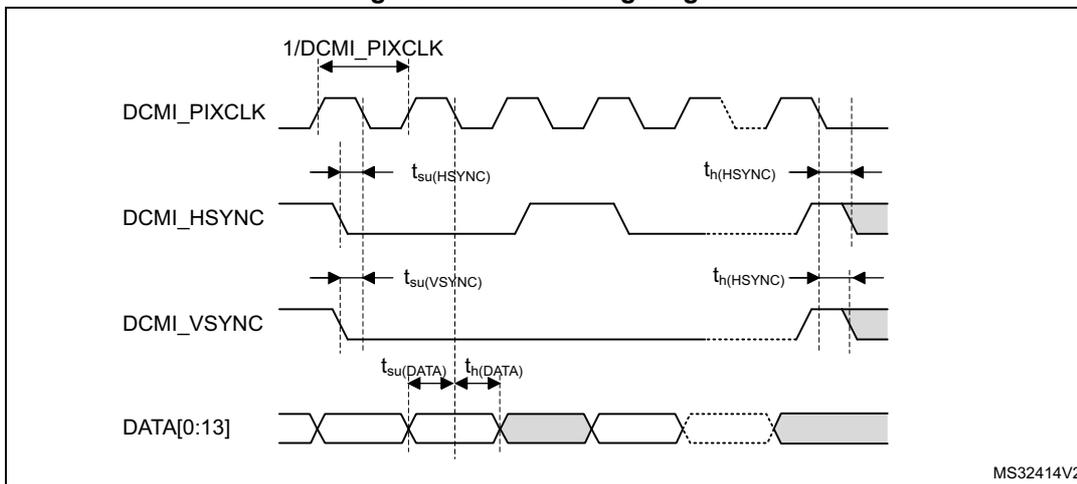 1/DCMI_PIXCLK
DCMI_PIXCLK
tsu(HSYNC)
th(HSYNC)
DCMI_HSYNC
tsu(VSYNC)
th(HSYNC)
DCMI_VSYNC
tsu(DATA) th(DATA)
DATA[0:13]
MS32414V2